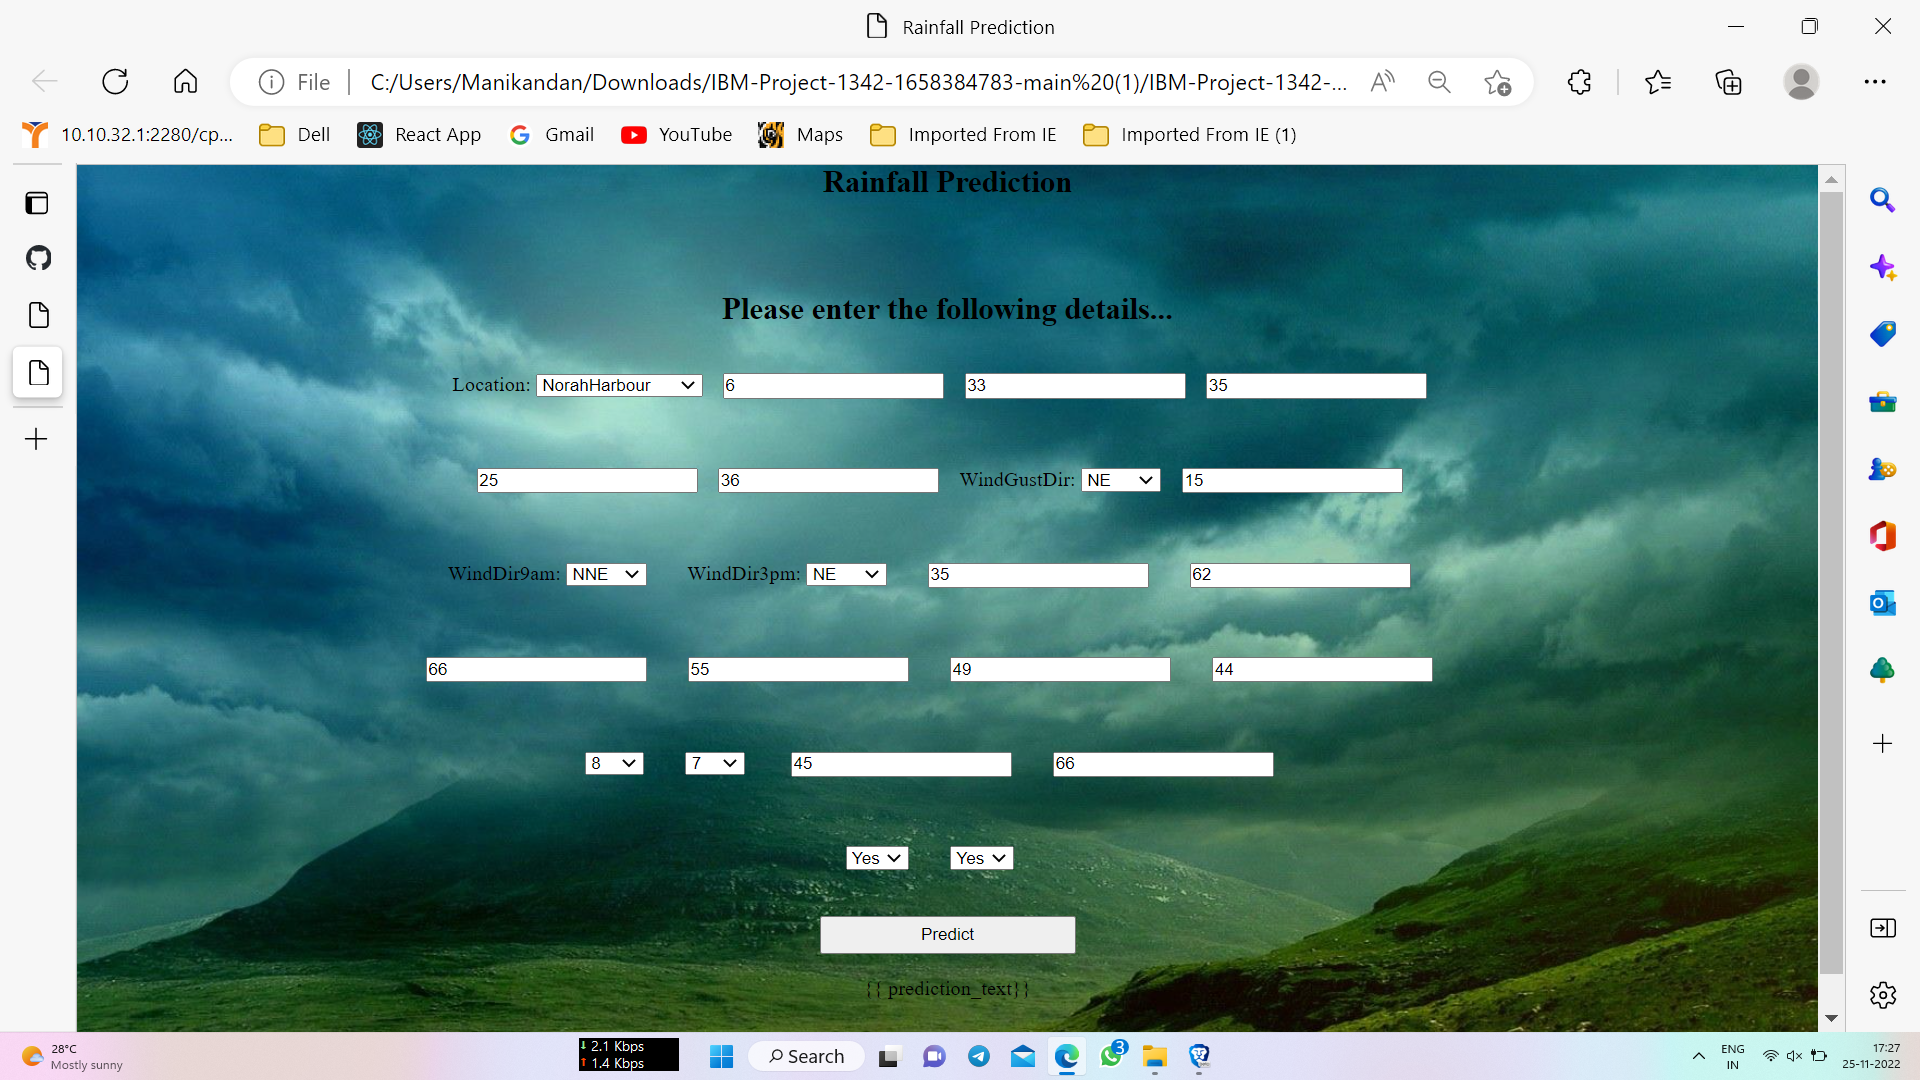 Rainfall Prediction
File C:/Users/Manikandan/Downloads/IBM-Project-1342-1658384783-main%20(1)/IBM-Project-1342-...
10.10.32.1:2280/cp... Dell React App Gmail YouTube Maps Imported From IE Imported From IE (1)
Rainfall Prediction
Please enter the following details...
Location: NorahHarbour 6 33 35
25 36 WindGustDir: NE 15
WindDir9am: NNE WindDir3pm: NE 35 62
66 55 49 44
8 7 45 66
Yes Yes
Predict
{{ prediction_text}}
28°C
Mostly sunny
2.1 Kbps
1.4 Kbps
Search
3
ENG
IN
17:27
25-11-2022